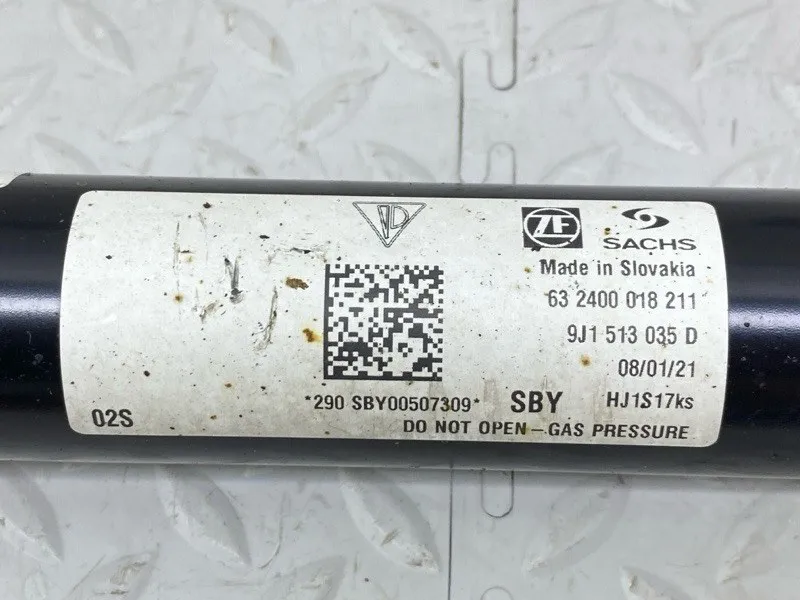 ZF SACHS
Made in Slovakia
63 2400 018 211
9J1 513 035 D
08/01/21
*290 SBY00507309* SBY HJ1S17ks
02S
DO NOT OPEN – GAS PRESSURE